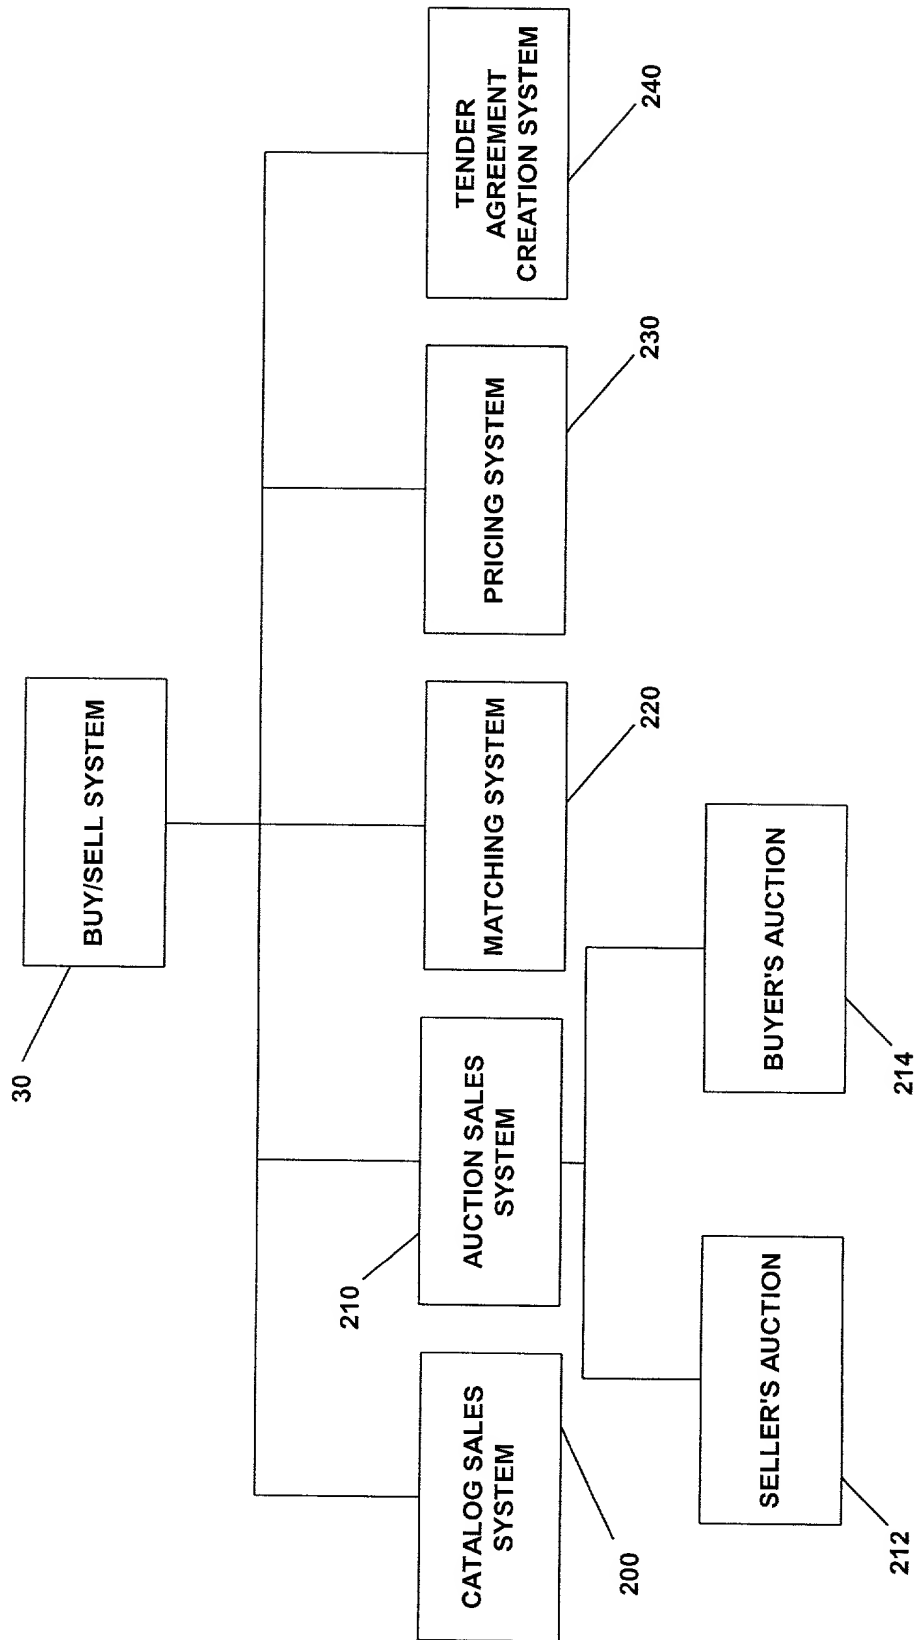 BUY/SELL SYSTEM
30
CATALOG SALES
SYSTEM
200
AUCTION SALES
SYSTEM
210
MATCHING SYSTEM
220
PRICING SYSTEM
230
TENDER
AGREEMENT
CREATION SYSTEM
240
SELLER'S AUCTION
212
BUYER'S AUCTION
214